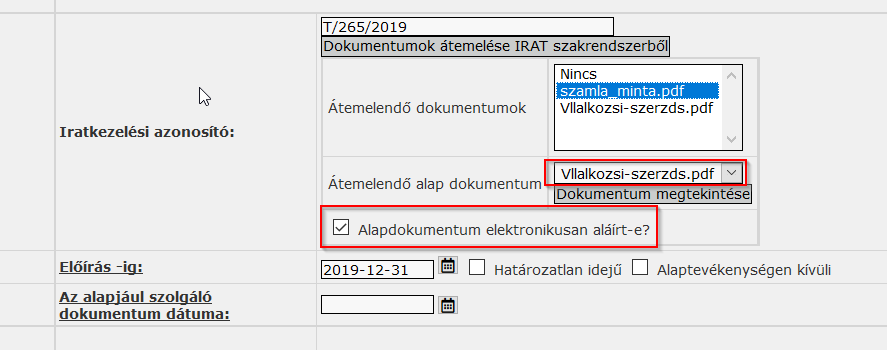 T/265/2019
Dokumentumok átemelése IRAT szakrendszerből
Iratkezelési azonosító:
Átemelendő dokumentumok
Nincs
szamla_minta.pdf
Vllalkozsi-szerzds.pdf
Átemelendő alap dokumentum
Vllalkozsi-szerzds.pdf
Dokumentum megtekintése
Alapdokumentum elektronikusan aláírt-e?
Előírás -ig:
2019-12-31
Határozatlan idejű
Alaptevékenységen kívüli
Az alapjául szolgáló
dokumentum dátuma: